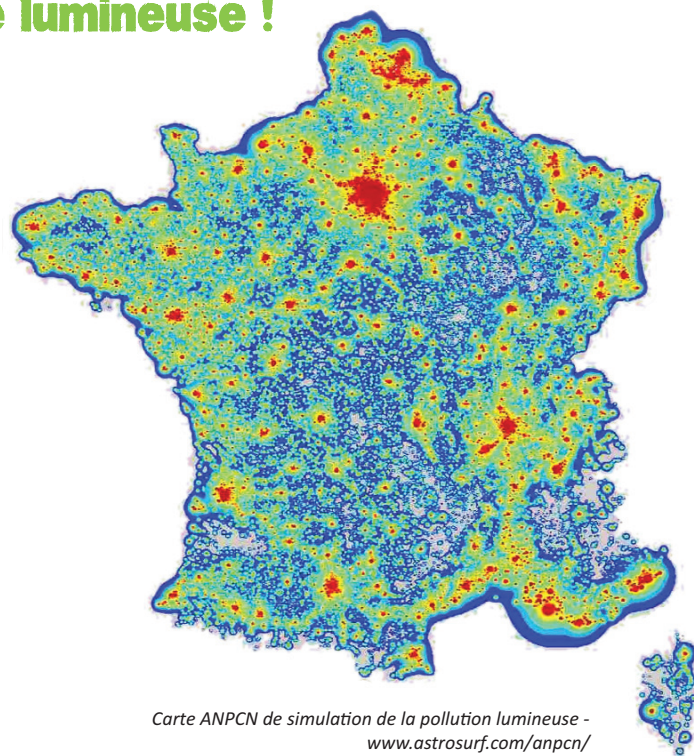 e lumineuse !
Carte ANPCN de simulation de la pollution lumineuse -
www.astrosurf.com/anpcn/